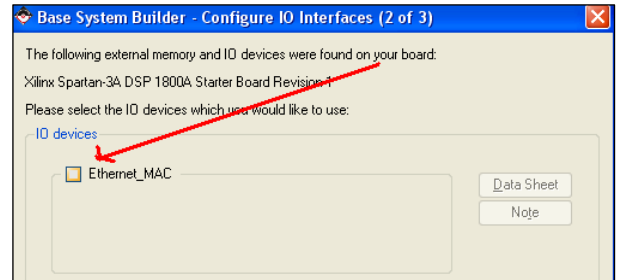 Base System Builder - Configure IO Interfaces (2 of 3)
The following external memory and IO devices were found on your board:
Xilinx Spartan-3A DSP 1800A Starter Board Revision 1
Please select the IO devices which you would like to use:
IO devices
Ethernet_MAC
Data Sheet
Note